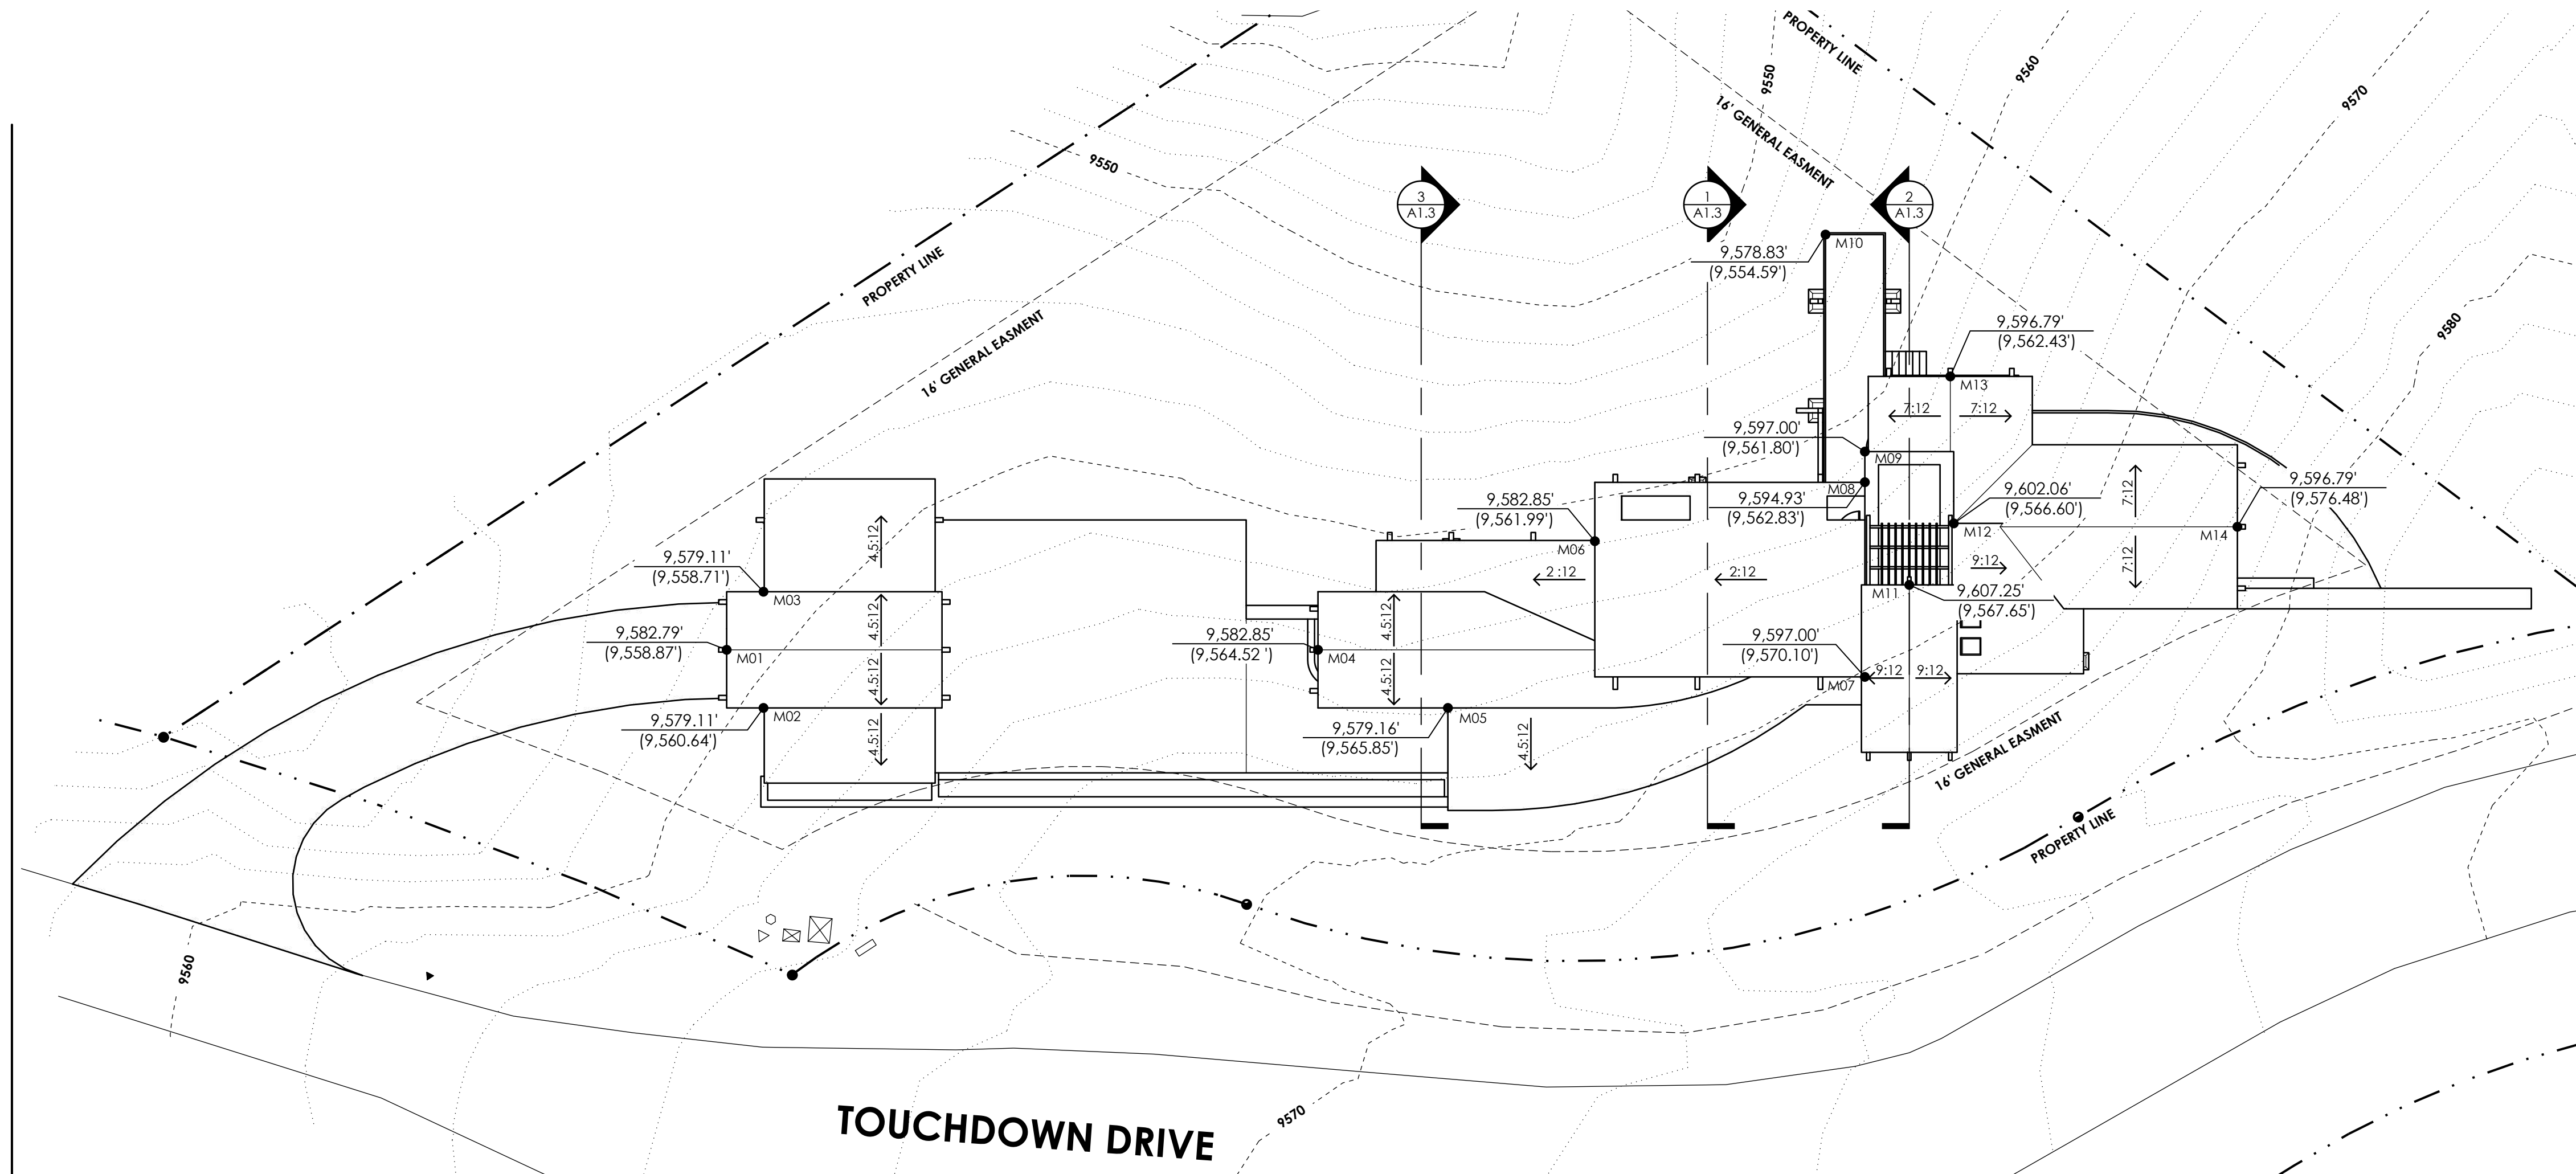 PROPERTY LINE
9550
9560
9570
16' GENERAL EASMENT
9550
3
A1.3
1
A1.3
2
A1.3
PROPERTY LINE
9,578.83'
(9,554.59')
M10
16' GENERAL EASMENT
9,596.79'
(9,562.43')
M13
9580
7:12
7:12
9,597.00'
(9,561.80')
M09
9,582.85'
(9,561.99')
M06
9,594.93'
(9,562.83')
M08
9,602.06'
(9,566.60')
M12
7:12
7:12
9,596.79'
(9,576.48')
M14
9:12
4.5:12
9,579.11'
(9,558.71')
M03
2 :12
2:12
M11
9,607.25'
(9,567.65')
4.5:12
4.5:12
9,582.79'
(9,558.87')
M01
9,582.85'
(9,564.52 ')
M04
4.5:12
4.5:12
9,597.00'
(9,570.10')
M07
9:12
9:12
9,579.11'
(9,560.64')
M02
4.5:12
9,579.16'
(9,565.85')
M05
4.5:12
16' GENERAL EASMENT
PROPERTY LINE
9560
TOUCHDOWN DRIVE
9570